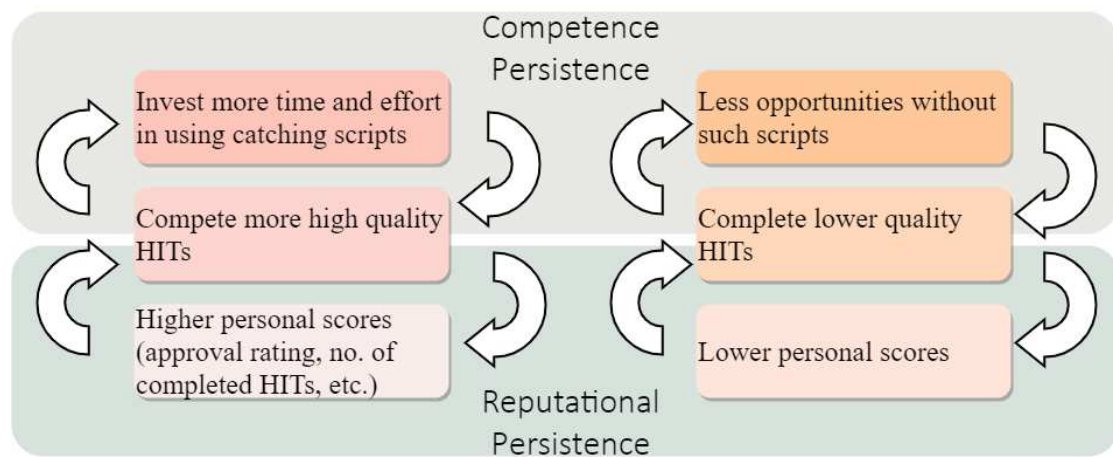 Competence
Persistence
Invest more time and effort
in using catching scripts
Less opportunities without
such scripts
Compete more high quality
HITs
Complete lower quality
HITs
Higher personal scores
(approval rating, no. of
completed HITs, etc.)
Lower personal scores
Reputational
Persistence